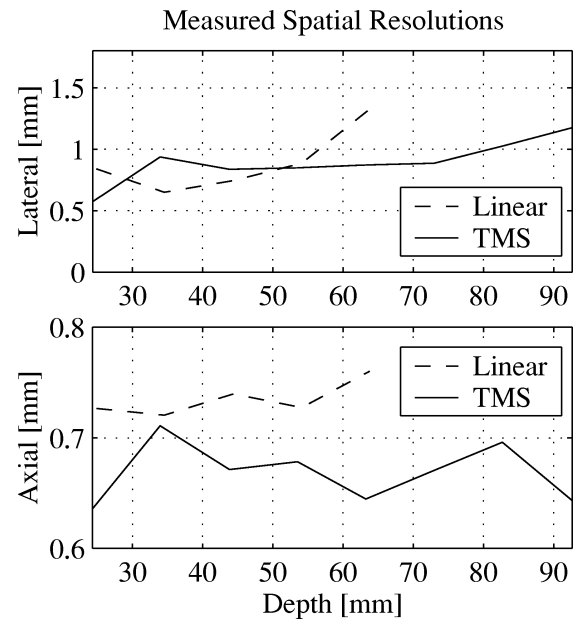 Measured Spatial Resolutions
Lateral [mm]
1.5
1
0.5
0
Linear
TMS
30 40 50 60 70 80 90
Axial [mm]
0.8
0.7
0.6
Linear
TMS
30 40 50 60 70 80 90
Depth [mm]